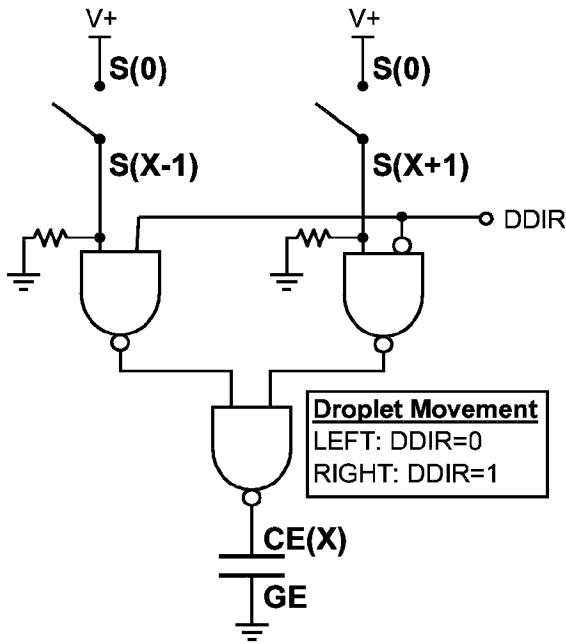 V+ V+
S(0) S(0)
S(X-1) S(X+1)
DDIR
Droplet Movement
LEFT: DDIR=0
RIGHT: DDIR=1
CE(X)
GE